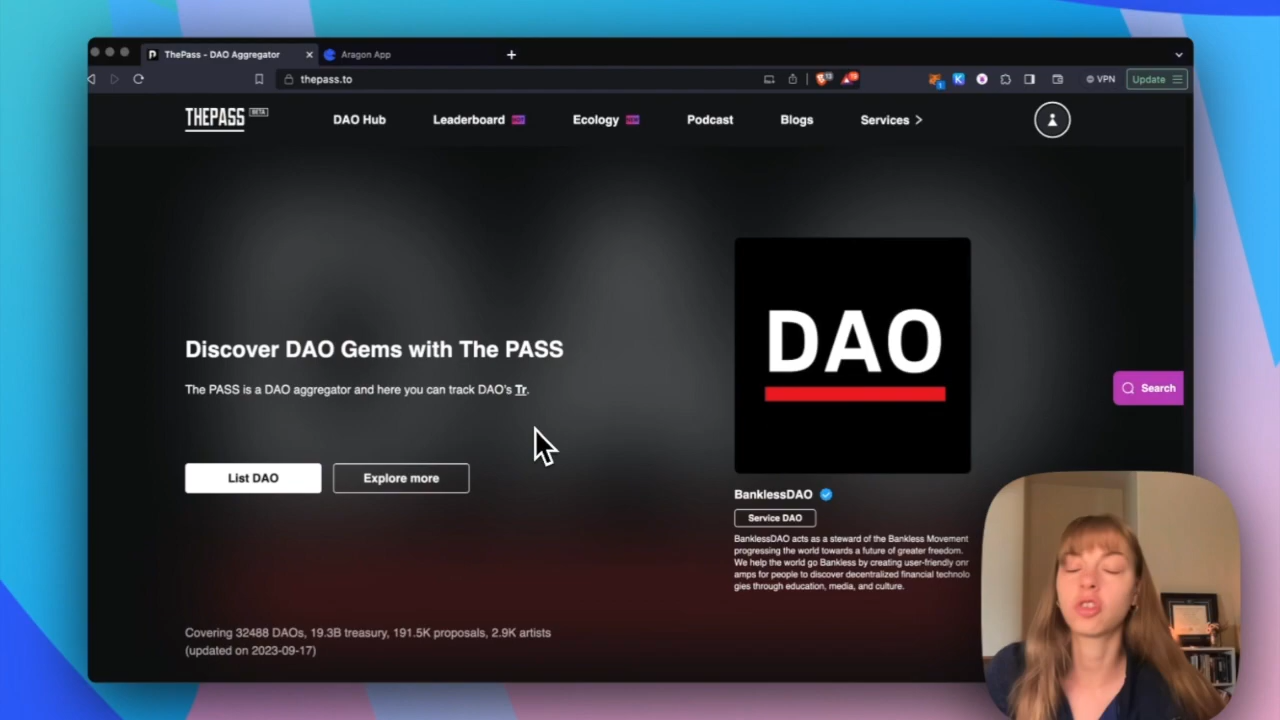 ThePass - DAO Aggregator
Aragon App
thepass.to
VPN
Update
THEPASS BETA
DAO Hub
Leaderboard
Ecology
Podcast
Blogs
Services
Discover DAO Gems with The PASS
The PASS is a DAO aggregator and here you can track DAO's Tr.
List DAO
Explore more
Covering 32488 DAOs, 19.3B treasury, 191.5K proposals, 2.9K artists
(updated on 2023-09-17)
DAO
BanklessDAO
Service DAO
BanklessDAO acts as a steward of the Bankless Movement
progressing the world towards a future of greater freedom.
We help the world go Bankless by creating user-friendly onr
amps for people to discover decentralized financial technolo
gies through education, media, and culture.
Search